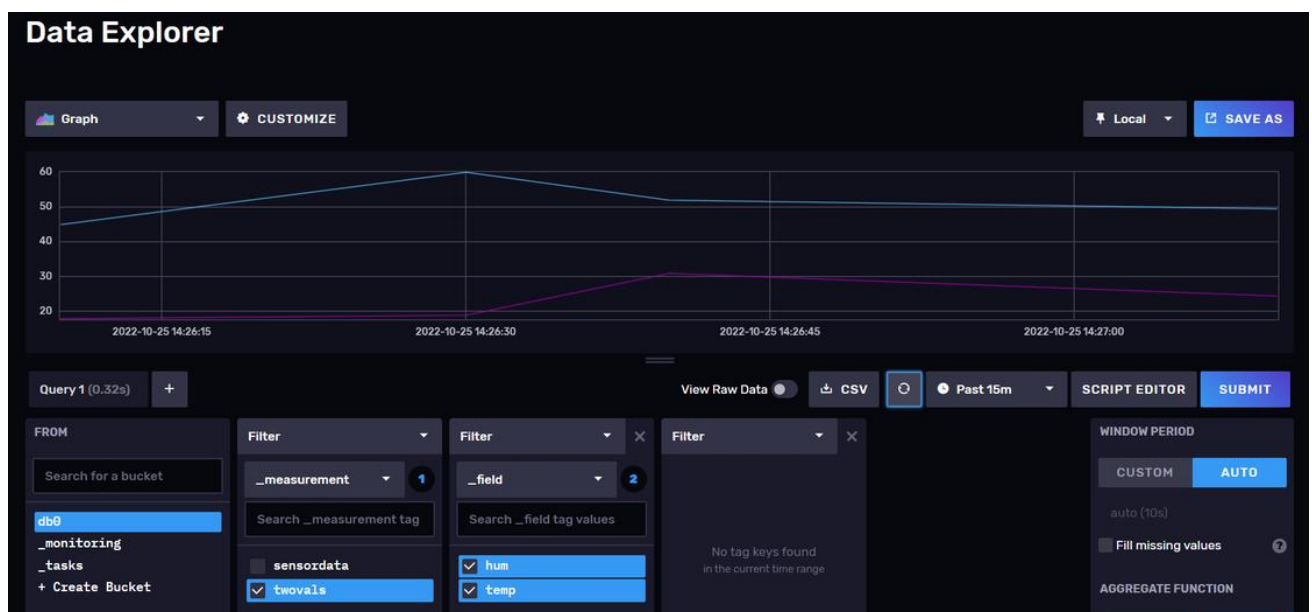 Data Explorer
Graph
CUSTOMIZE
Local
SAVE AS
60
50
40
30
20
2022-10-25 14:26:15
2022-10-25 14:26:30
2022-10-25 14:26:45
2022-10-25 14:27:00
Query 1 (0.32s)
+
View Raw Data
CSV
Past 15m
SCRIPT EDITOR
SUBMIT
FROM
Search for a bucket
db0
_monitoring
_tasks
+ Create Bucket
Filter
_measurement
1
Search _measurement tag
sensordata
twovals
Filter
_field
2
Search _field tag values
hum
temp
Filter
No tag keys found
in the current time range
WINDOW PERIOD
CUSTOM
AUTO
auto (10s)
Fill missing values
?
AGGREGATE FUNCTION